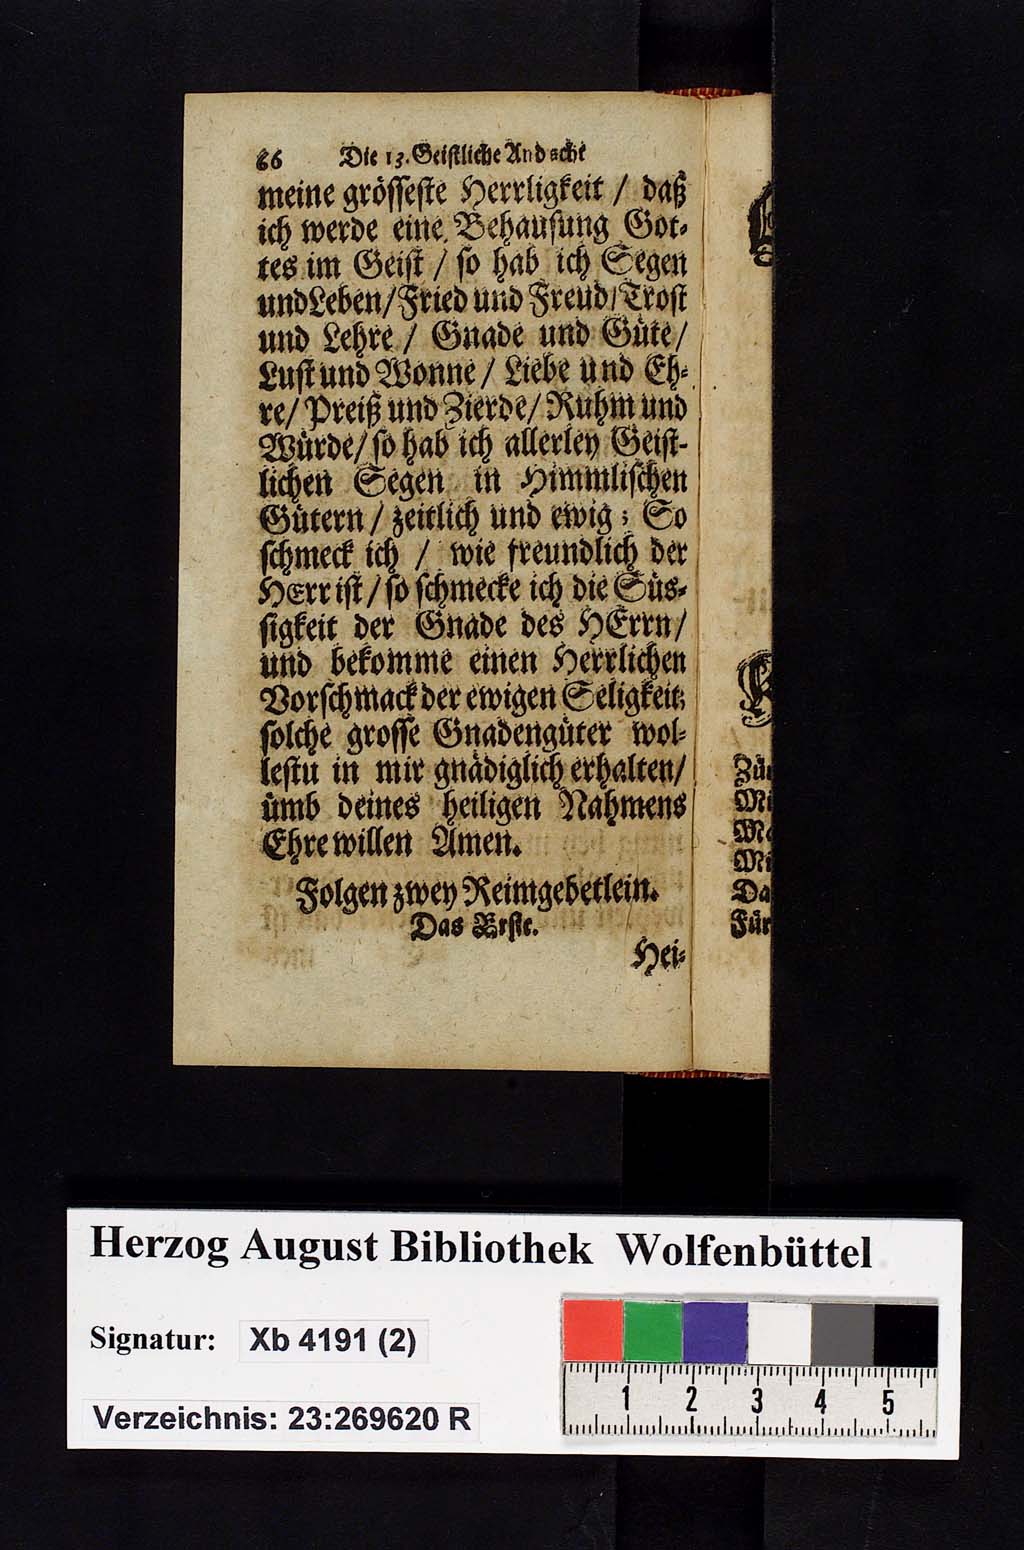 66 Die 13. Geistliche Andacht
meine grösseste Herrligkeit / daß
ich werde eine Behausung Got-
tes im Geist / so hab ich Segen
und Leben / Fried und Freud / Trost
und Lehre / Gnade und Güte /
Lust und Wonne / Liebe und Eh-
re / Preiß und Zierde / Ruhm und
Würde / so hab ich allerley Geist-
lichen Segen in Himmlischen
Gütern / zeitlich und ewig; So
schmeck ich / wie freundlich der
HErr ist / so schmecke ich die Süs-
sigkeit der Gnade des HErrn /
und bekomme einen Herrlichen
Vorschmack der ewigen Seligkeit;
solche grosse Gnadengüter wol-
lestu in mir gnädiglich erhalten /
ümb deines heiligen Nahmens
Ehre willen Amen.
Folgen zwey Reimgebetlein.
Das Erste.
Hei-
Zü
Mi
Me
Mi
Da
Für
Herzog August Bibliothek Wolfenbüttel
Signatur: Xb 4191 (2)
Verzeichnis: 23:269620 R
1 2 3 4 5